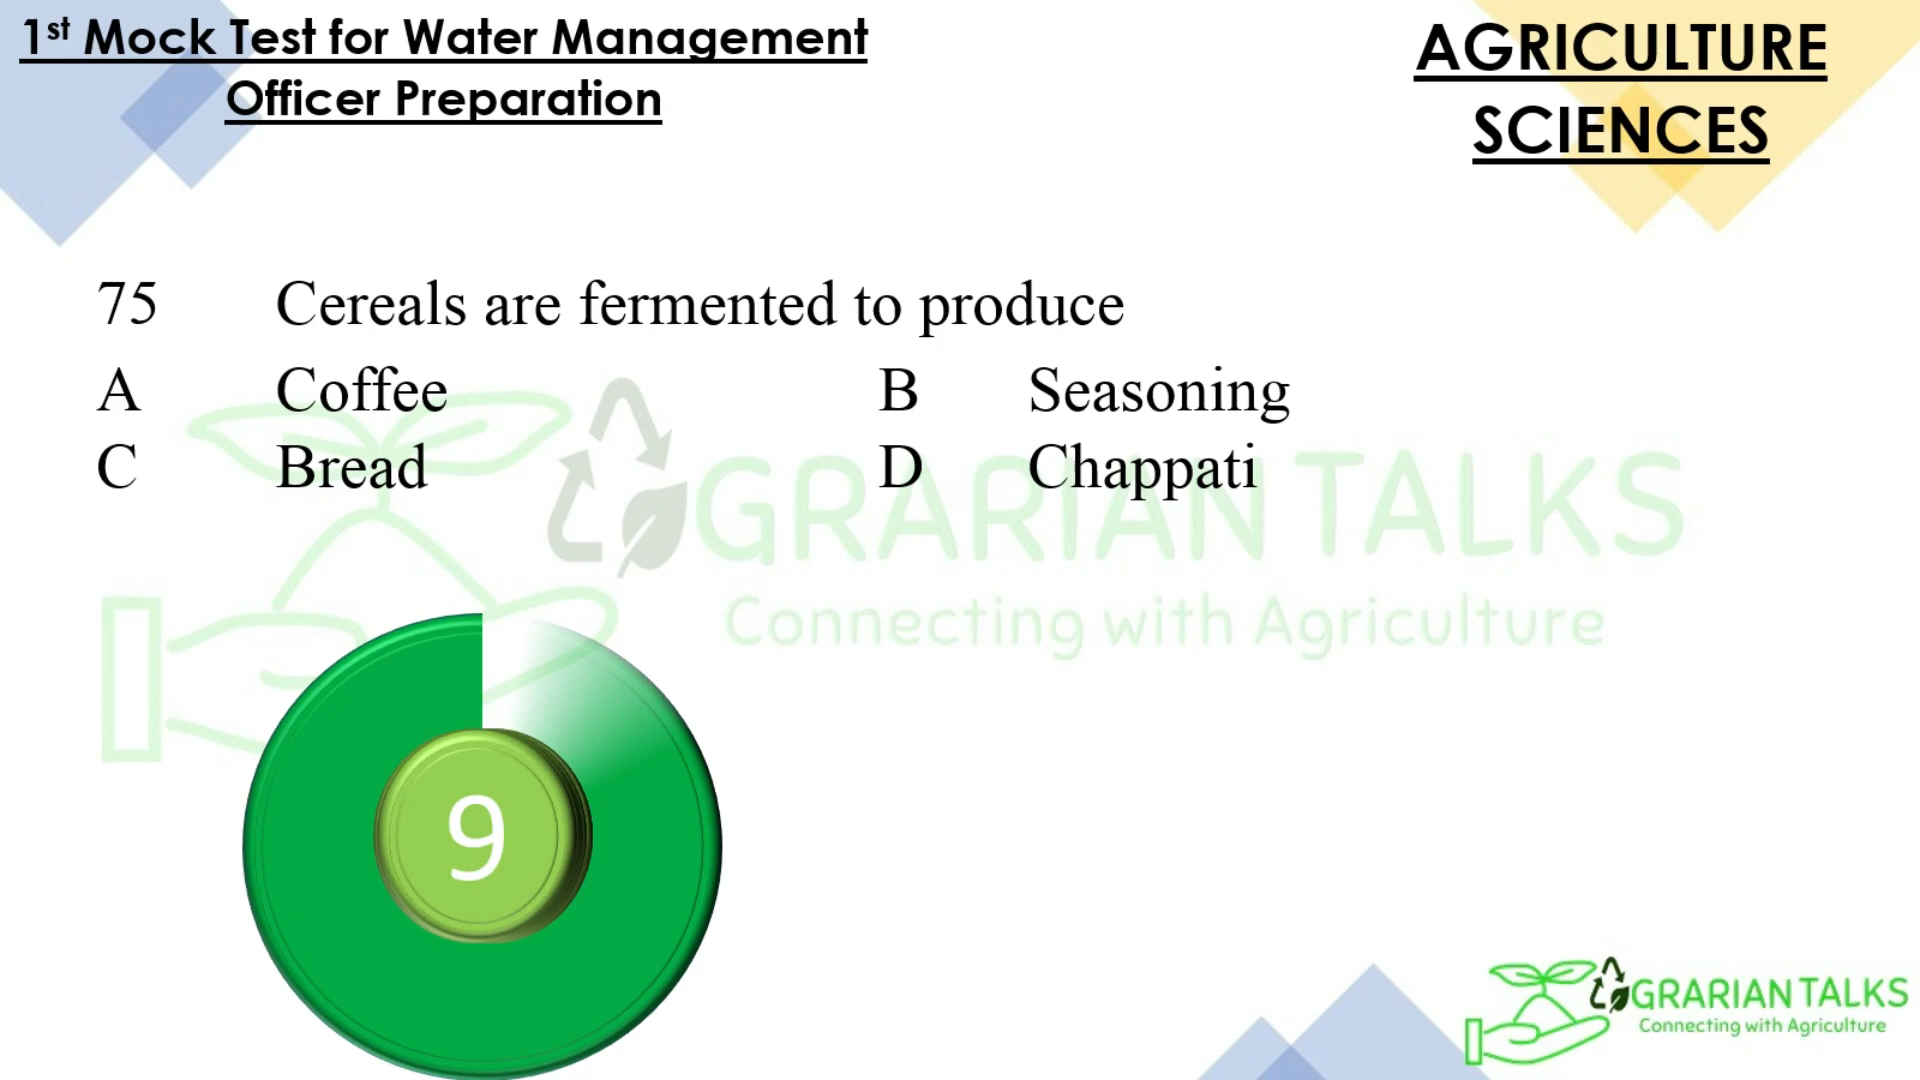 1st Mock Test for Water Management
Officer Preparation
AGRICULTURE
SCIENCES
75 Cereals are fermented to produce
A Coffee B Seasoning
C Bread D Chappati
GRARIAN TALKS
Connecting with Agriculture
9
GRARIAN TALKS
Connecting with Agriculture